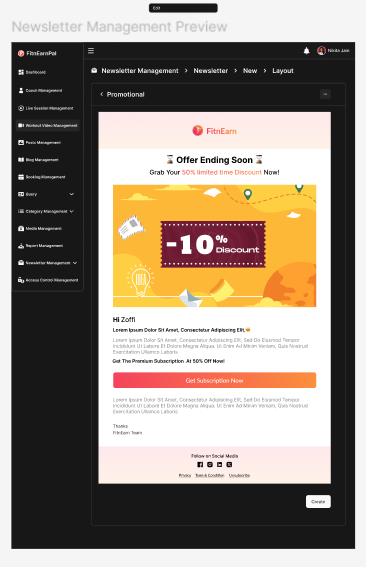 Edit
Newsletter Management Preview
FitnEarnPal
Nikita Jain
Newsletter Management > Newsletter > New > Layout
Dashboard
Coach Management
Live Session Management
Workout Video Management
Posts Management
Blog Management
Booking Management
Query
Category Management
Media Management
Report Management
Newsletter Management
Access Control Management
Promotional
FitnEarn
Offer Ending Soon
Grab Your 50% limited time Discount Now!
-10% Discount
Hi Zoffi
Lorem Ipsum Dolor Sit Amet, Consectetur Adipiscing Elit,
Lorem Ipsum Dolor Sit Amet, Consectetur Adipiscing Elit, Sed Do Eiusmod Tempor
Incididunt Ut Labore Et Dolore Magna Aliqua. Ut Enim Ad Minim Veniam, Quis Nostrud
Exercitation Ullamco Laboris
Get The Premium Subscription At 50% Off Now!
Get Subscription Now
Lorem Ipsum Dolor Sit Amet, Consectetur Adipiscing Elit, Sed Do Eiusmod Tempor
Incididunt Ut Labore Et Dolore Magna Aliqua. Ut Enim Ad Minim Veniam, Quis Nostrud
Exercitation Ullamco Laboris
Thanks
FitnEarn Team
Follow on Social Media
Privacy Term & Condition Unsubscribe
Create